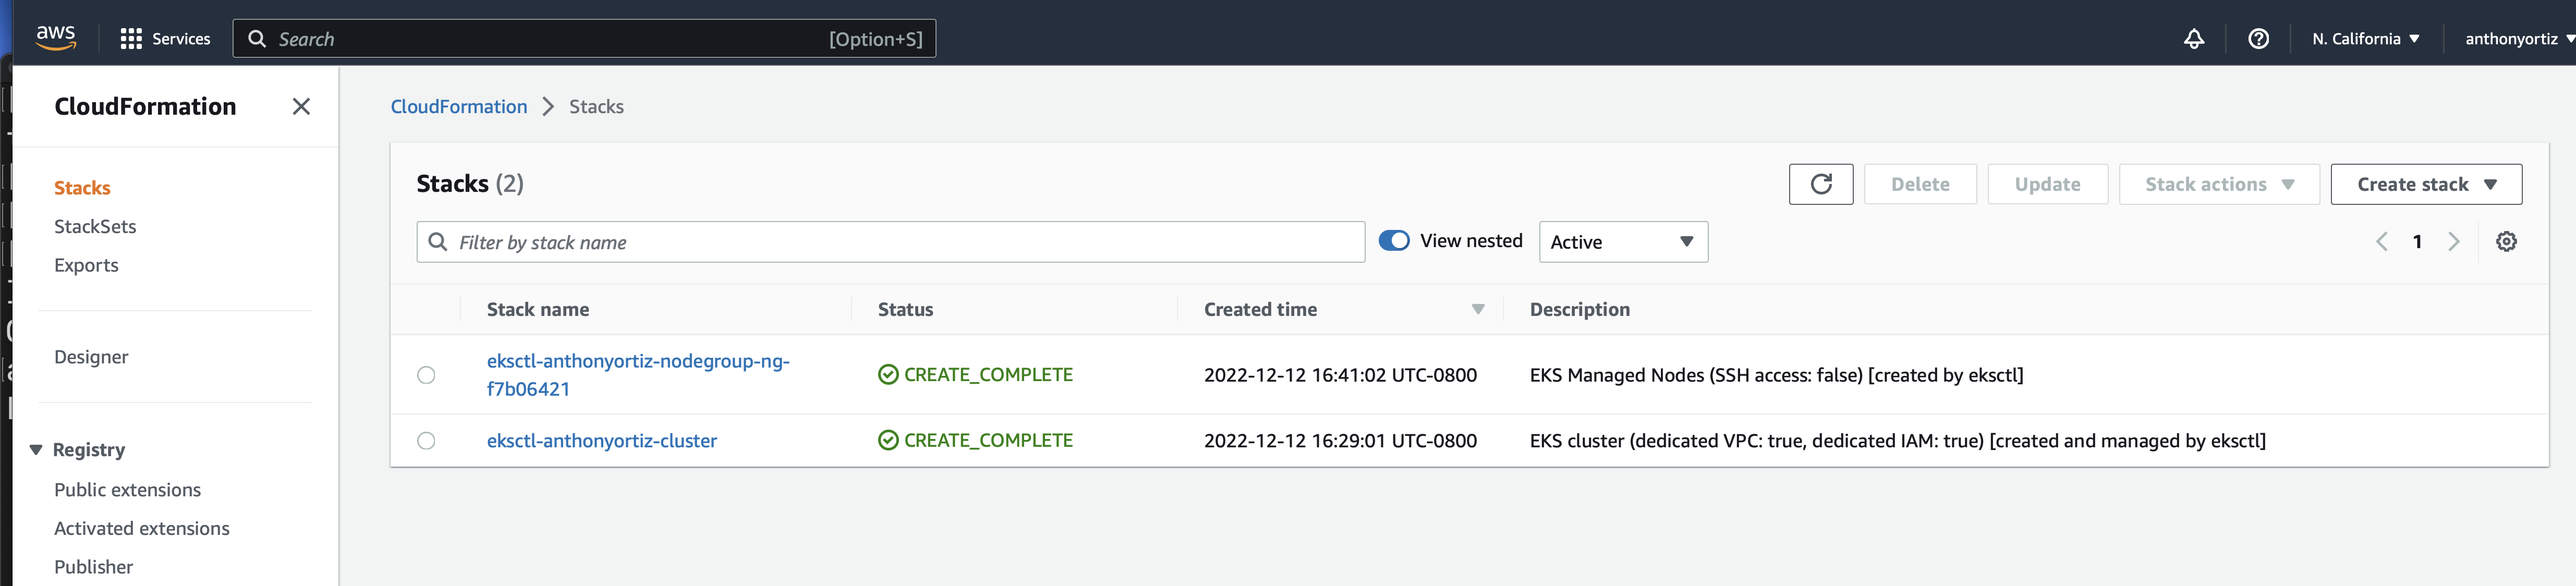 aws
Services
Search
[Option+S]
N. California
anthonyortiz
CloudFormation
Stacks
StackSets
Exports
Designer
Registry
Public extensions
Activated extensions
Publisher
CloudFormation
Stacks
Stacks (2)
Delete
Update
Stack actions
Create stack
Filter by stack name
View nested
Active
1
Stack name
Status
Created time
Description
eksctl-anthonyortiz-nodegroup-ng-
f7b06421
CREATE_COMPLETE
2022-12-12 16:41:02 UTC-0800
EKS Managed Nodes (SSH access: false) [created by eksctl]
eksctl-anthonyortiz-cluster
CREATE_COMPLETE
2022-12-12 16:29:01 UTC-0800
EKS cluster (dedicated VPC: true, dedicated IAM: true) [created and managed by eksctl]